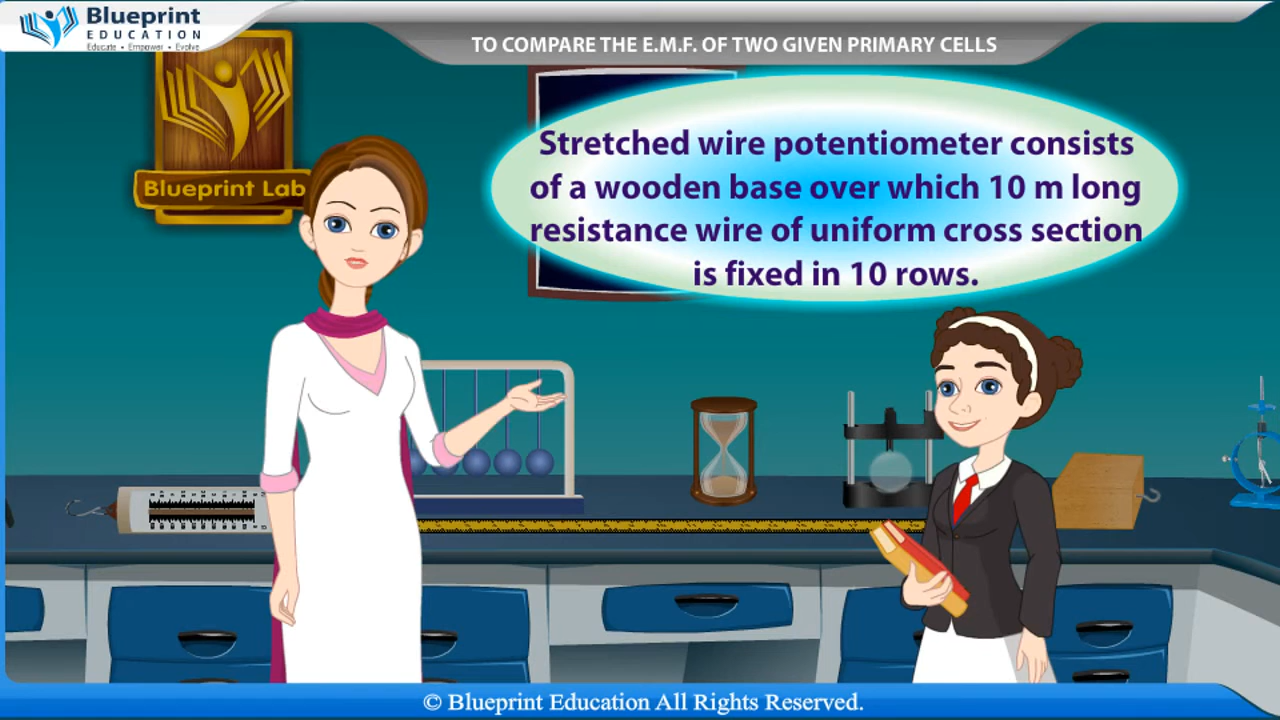 Blueprint
EDUCATION
Educate • Empower • Evolve
TO COMPARE THE E.M.F. OF TWO GIVEN PRIMARY CELLS
Blueprint Lab
Stretched wire potentiometer consists
of a wooden base over which 10 m long
resistance wire of uniform cross section
is fixed in 10 rows.
© Blueprint Education All Rights Reserved.